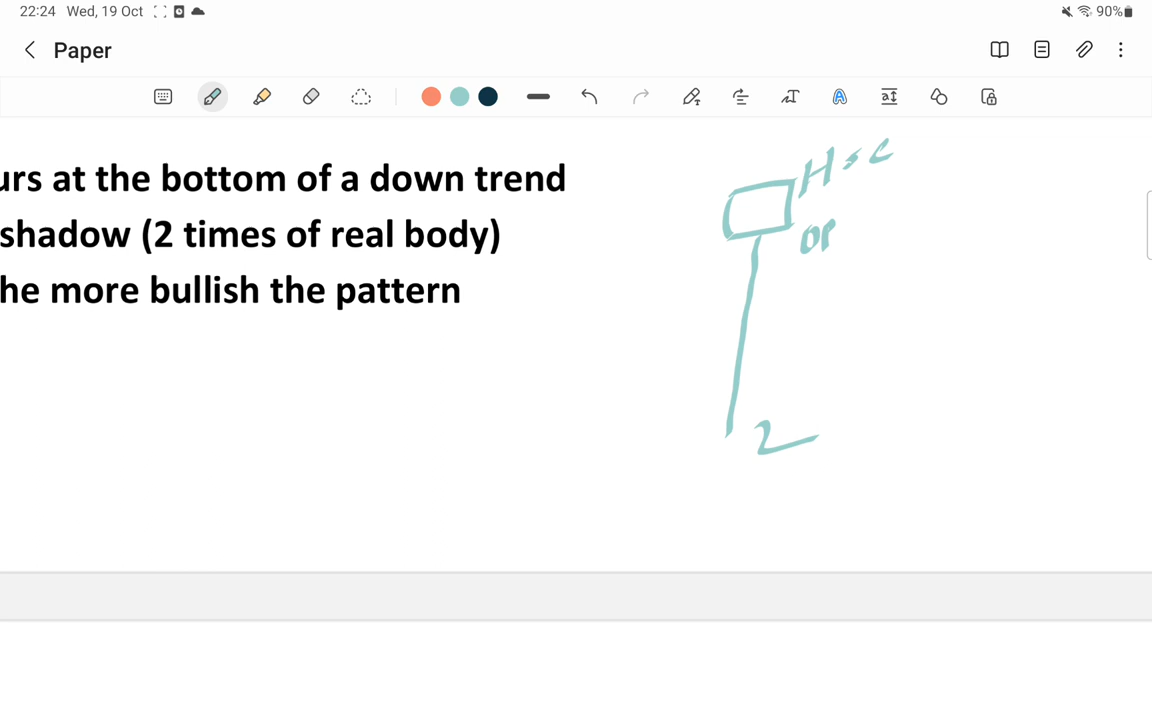 22:24 Wed, 19 Oct 90%
Paper
urs at the bottom of a down trend
shadow (2 times of real body)
he more bullish the pattern
H = C
OP